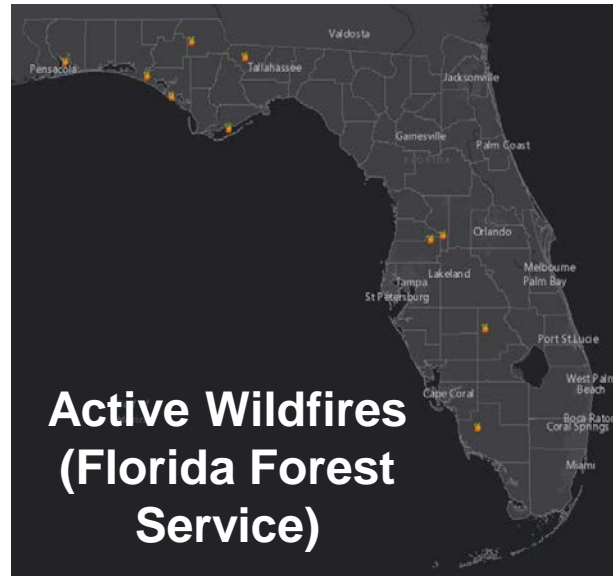 Valdosta
Pensacola
Tallahassee
Jacksonville
Gainesville
Palm Coast
FLORIDA
Orlando
Lakeland
Tampa
St Petersburg
Melbourne
Palm Bay
Port St Lucie
Cape Coral
West Palm
Beach
Boca Raton
Coral Springs
Miami
Active Wildfires
(Florida Forest
Service)